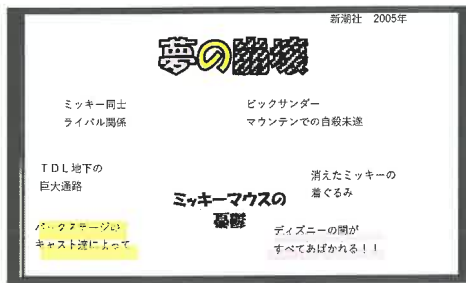 新潮社 2005年
夢の
ミッキー同士
ライバル関係
ビックサンダー
マウンテンでの自殺未遂
TDL地下の
巨大通路
消えたミッキーの
着ぐるみ
ミッキーマウスの
憂鬱
バックステージの
キャスト達によって
ディズニーの闇が
すべてあばかれる!!